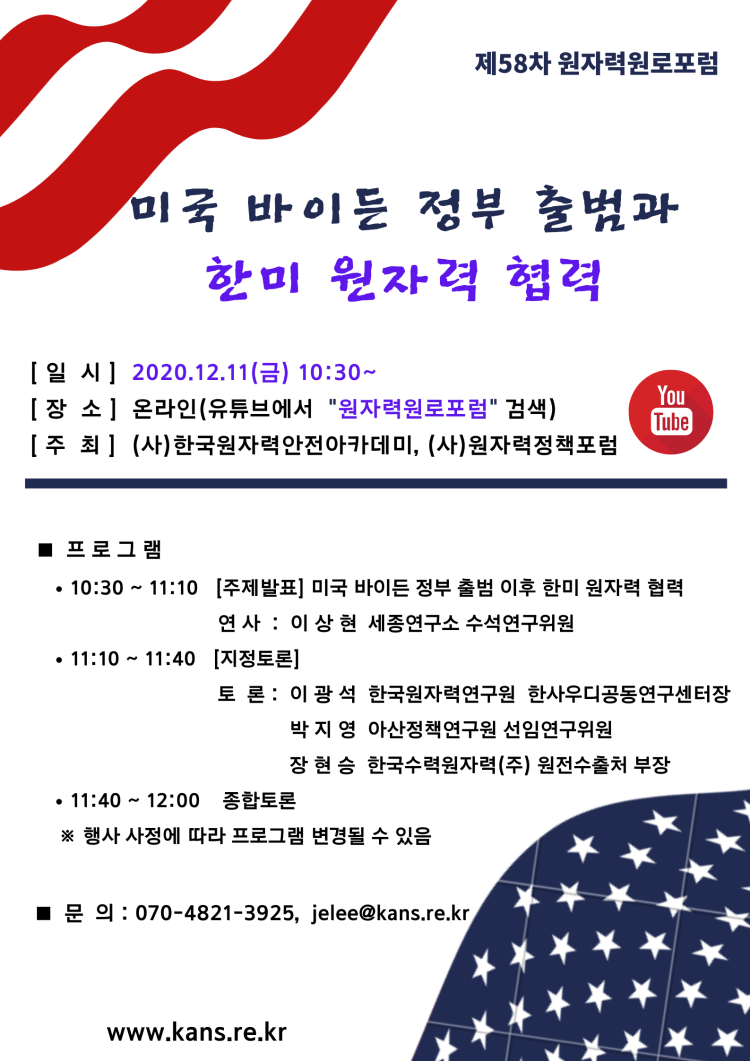 제58차 원자력원로포럼
미국 바이든 정부 출범과
한미 원자력 협력
[ 일 시 ] 2020.12.11(금) 10:30~
[ 장 소 ] 온라인(유튜브에서 "원자력원로포럼" 검색)
[ 주 최 ] (사)한국원자력안전아카데미, (사)원자력정책포럼
You
Tube
■ 프 로 그 램
• 10:30 ~ 11:10 [주제발표] 미국 바이든 정부 출범 이후 한미 원자력 협력
연 사 : 이 상 현 세종연구소 수석연구위원
• 11:10 ~ 11:40 [지정토론]
토 론 : 이 광 석 한국원자력연구원 한사우디공동연구센터장
박 지 영 아산정책연구원 선임연구위원
장 현 승 한국수력원자력(주) 원전수출처 부장
• 11:40 ~ 12:00 종합토론
※ 행사 사정에 따라 프로그램 변경될 수 있음
■ 문 의 : 070-4821-3925, jelee@kans.re.kr
www.kans.re.kr